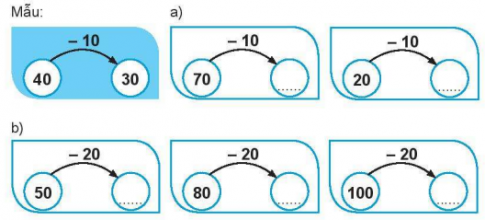 Mẫu: a)
– 10 – 10 – 10
40 30 70 ...... 20 ......
b)
– 20 – 20 – 20
50 ...... 80 ...... 100 ......